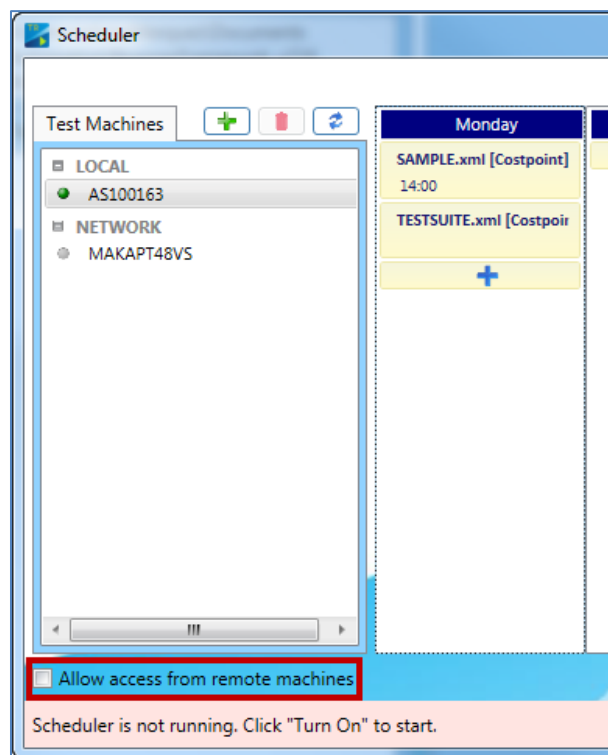 Scheduler
Test Machines
LOCAL
AS100163
NETWORK
MAKAPT48VS
Monday
SAMPLE.xml [Costpoint]
14:00
TESTSUITE.xml [Costpoir
Allow access from remote machines
Scheduler is not running. Click "Turn On" to start.